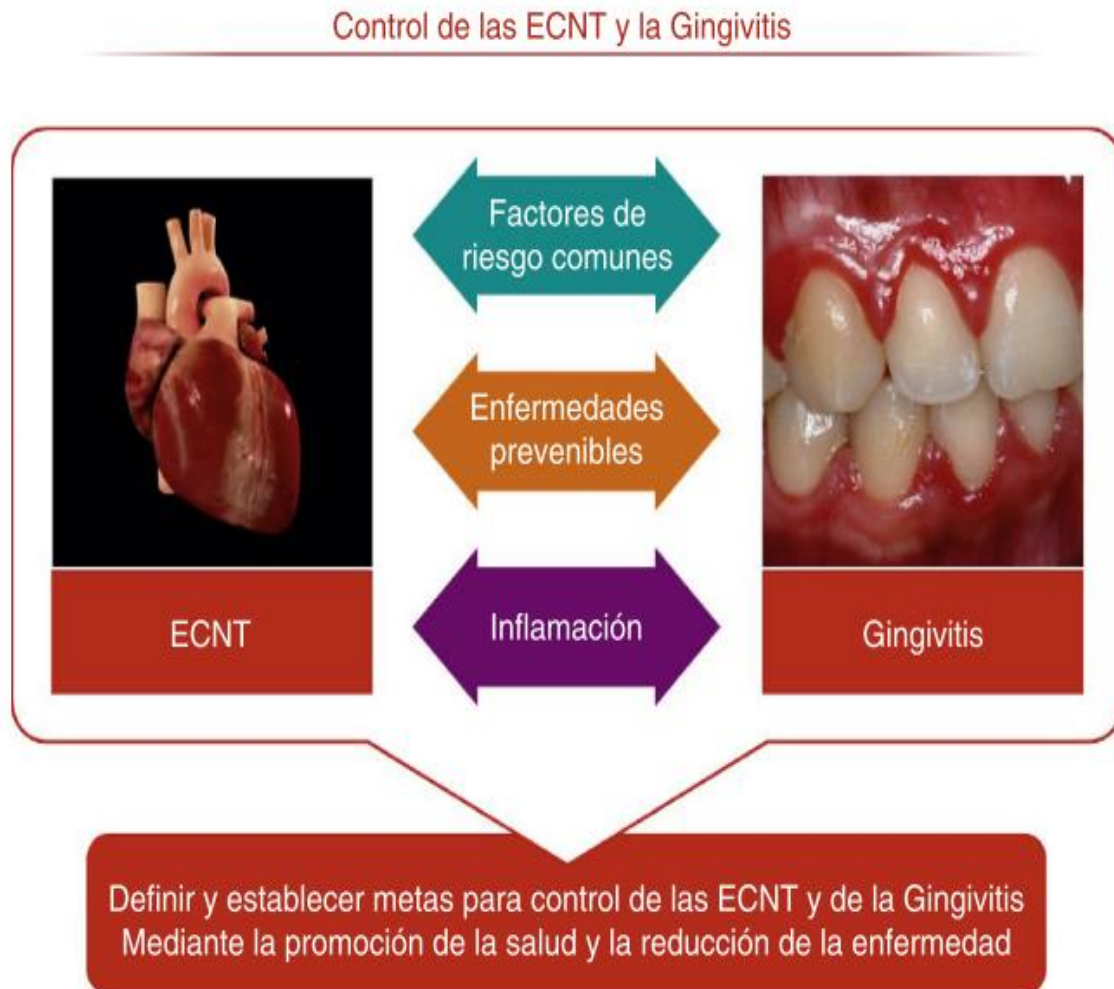 Control de las ECNT y la Gingivitis
Factores de
riesgo comunes
Enfermedades
prevenibles
Inflamación
ECNT
Gingivitis
Definir y establecer metas para control de las ECNT y de la Gingivitis
Mediante la promoción de la salud y la reducción de la enfermedad